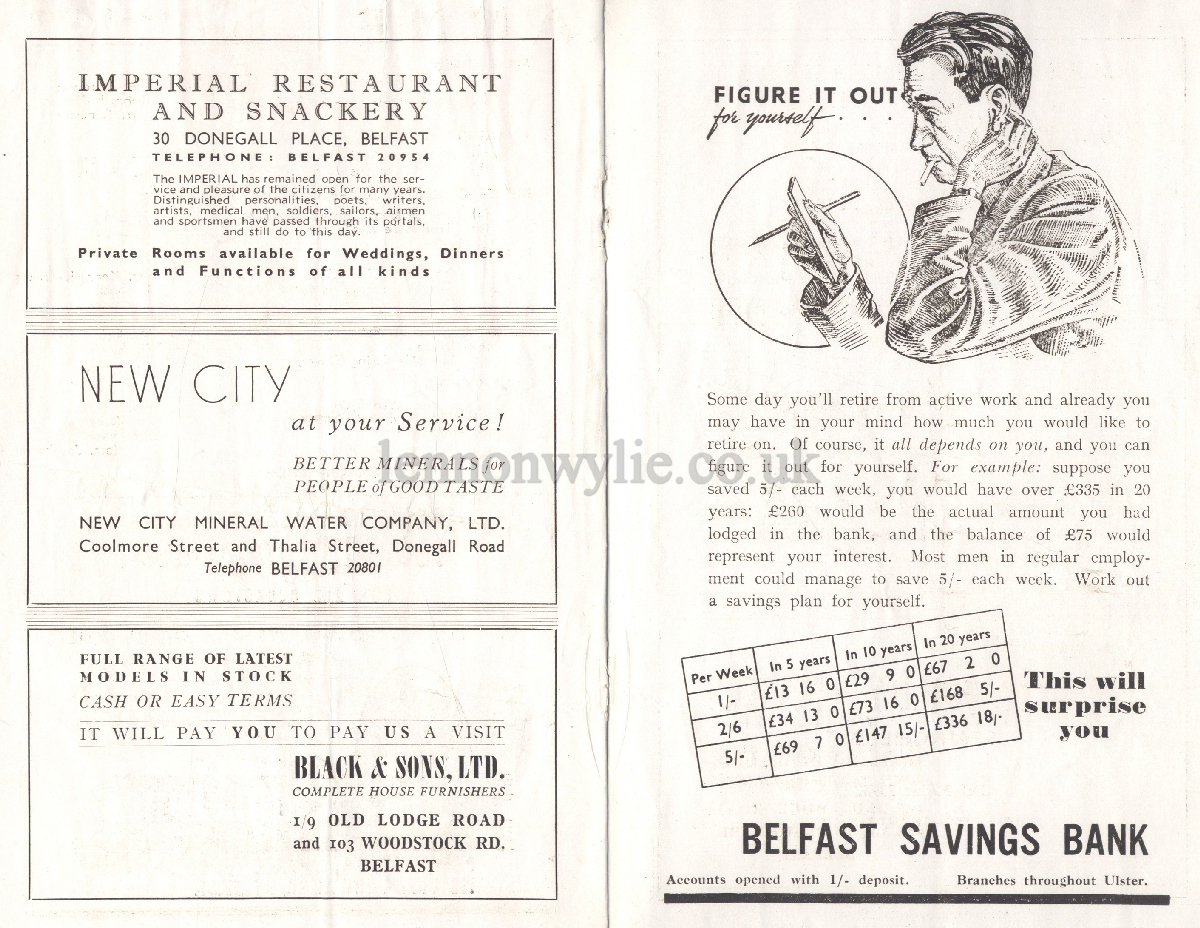 IMPERIAL RESTAURANT
AND SNACKERY
30 DONEGALL PLACE, BELFAST
TELEPHONE: BELFAST 20954
The IMPERIAL has remained open for the ser-
vice and pleasure of the citizens for many years.
Distinguished personalities, poets, writers,
artists, medical men, soldiers, sailors, airmen
and sportsmen have passed through its portals,
and still do to this day.
Private Rooms available for Weddings, Dinners
and Functions of all kinds
NEW CITY
at your Service!
BETTER MINERALS for
PEOPLE of GOOD TASTE
NEW CITY MINERAL WATER COMPANY, LTD.
Coolmore Street and Thalia Street, Donegall Road
Telephone BELFAST 20801
FULL RANGE OF LATEST
MODELS IN STOCK
CASH OR EASY TERMS
IT WILL PAY YOU TO PAY US A VISIT
BLACK & SONS, LTD.
COMPLETE HOUSE FURNISHERS
1/9 OLD LODGE ROAD
and 103 WOODSTOCK RD.
BELFAST
FIGURE IT OUT
for yourself . . .
Some day you'll retire from active work and already you
may have in your mind how much you would like to
retire on. Of course, it all depends on you, and you can
figure it out for yourself. For example: suppose you
saved 5/- each week, you would have over £335 in 20
years: £260 would be the actual amount you had
lodged in the bank, and the balance of £75 would
represent your interest. Most men in regular employ-
ment could manage to save 5/- each week. Work out
a savings plan for yourself.
Per Week In 5 years In 10 years In 20 years
1/- £13 16 0 £29 9 0 £67 2 0
2/6 £34 13 0 £73 16 0 £168 5/-
5/- £69 7 0 £147 15/- £336 18/-
This will
surprise
you
BELFAST SAVINGS BANK
Accounts opened with 1/- deposit. Branches throughout Ulster.
lennonwylie.co.uk